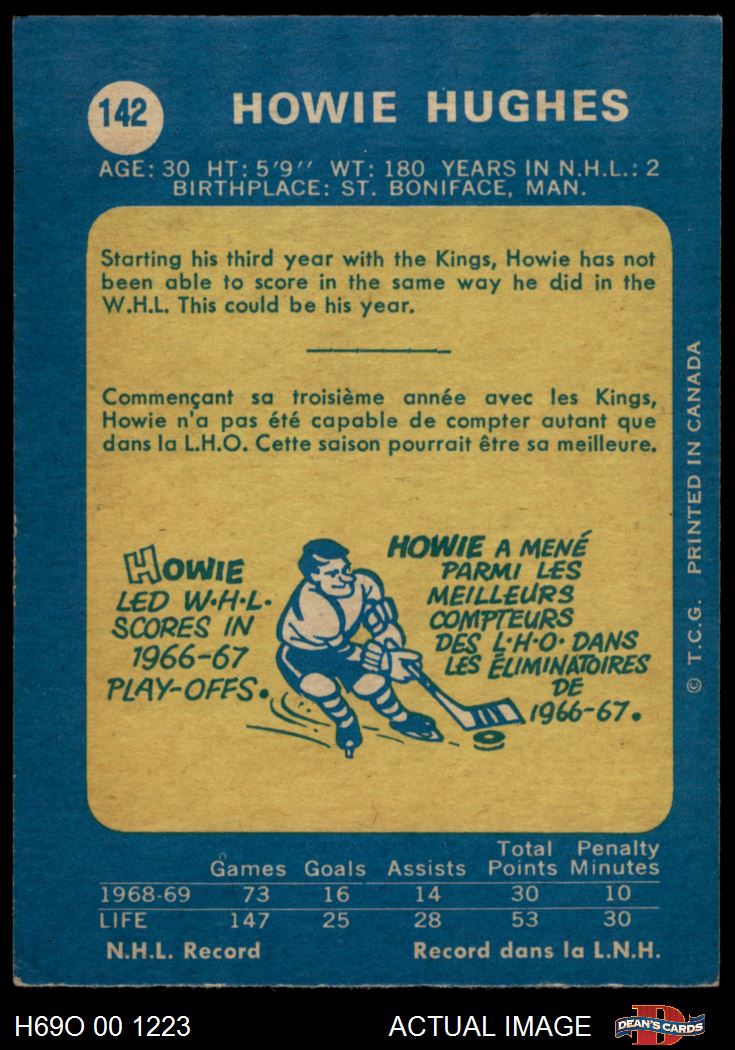 142
HOWIE HUGHES
AGE: 30 HT: 5'9'' WT: 180 YEARS IN N.H.L.: 2
BIRTHPLACE: ST. BONIFACE, MAN.
Starting his third year with the Kings, Howie has not
been able to score in the same way he did in the
W.H.L. This could be his year.
Commençant sa troisième année avec les Kings,
Howie n'a pas été capable de compter autant que
dans la L.H.O. Cette saison pourrait être sa meilleure.
HOWIE
LED W.H.L.
SCORES IN
1966-67
PLAY-OFFS.
HOWIE A MENÉ
PARMI LES
MEILLEURS
COMPTEURS
DES L.H.O. DANS
LES ÉLIMINATOIRES
DE
1966-67.
© T.C.G. PRINTED IN CANADA
Games Goals Assists Total Points Penalty Minutes
1968-69 73 16 14 30 10
LIFE 147 25 28 53 30
N.H.L. Record Record dans la L.N.H.
H69O 00 1223 ACTUAL IMAGE DEAN'S CARDS